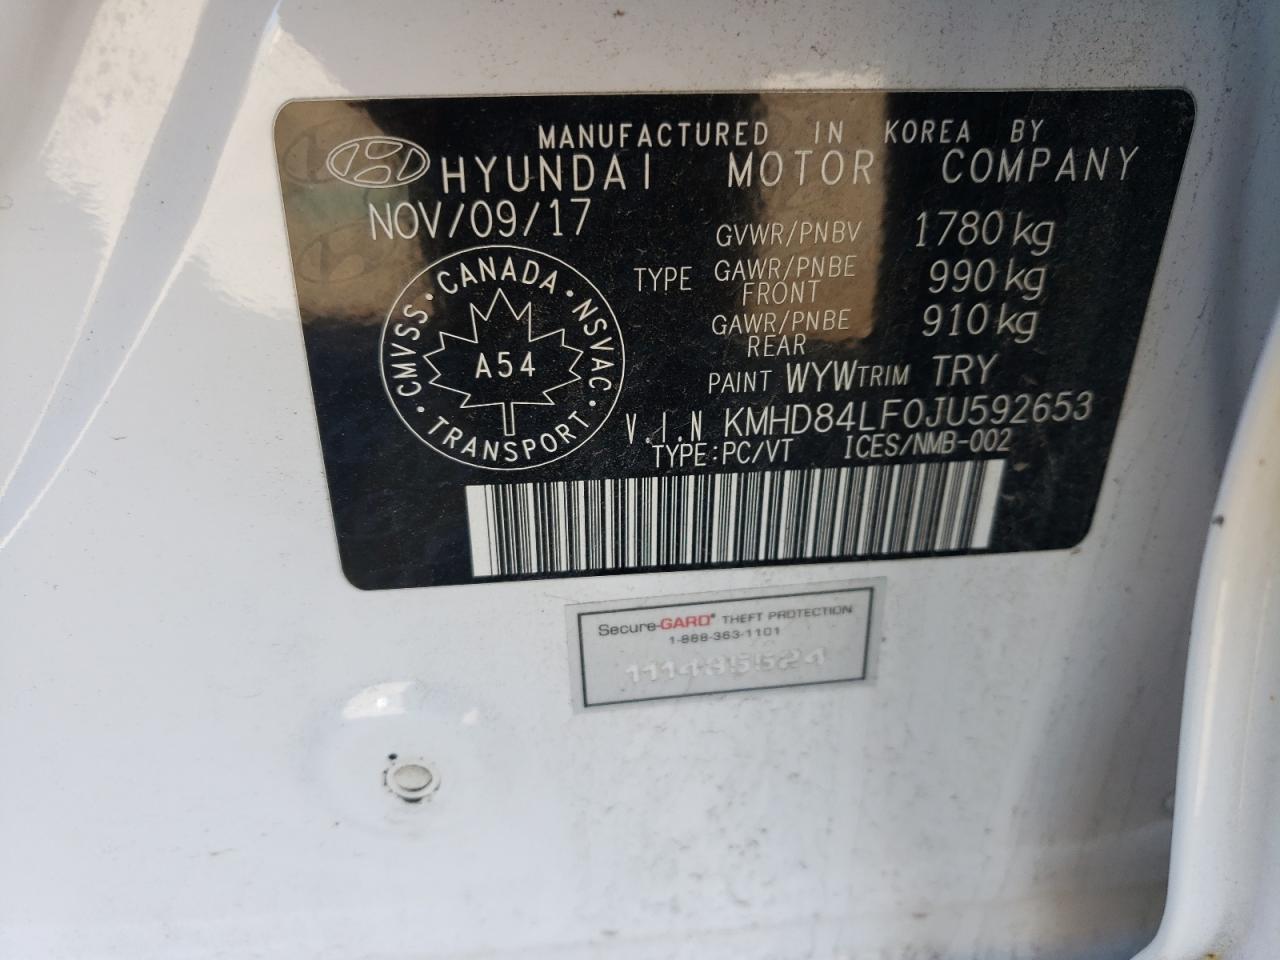 MANUFACTURED IN KOREA BY
HYUNDAI MOTOR COMPANY
NOV/09/17
GVWR/PNBV 1780 kg
TYPE GAWR/PNBE FRONT 990 kg
GAWR/PNBE REAR 910 kg
CANADA · NSVAC · TRANSPORT · CMVSS ·
A54
PAINT WYW TRIM TRY
V.I.N KMHD84LF0JU592653
TYPE:PC/VT ICES/NMB-002
Secure-GARD® THEFT PROTECTION
1-888-363-1101
111485524